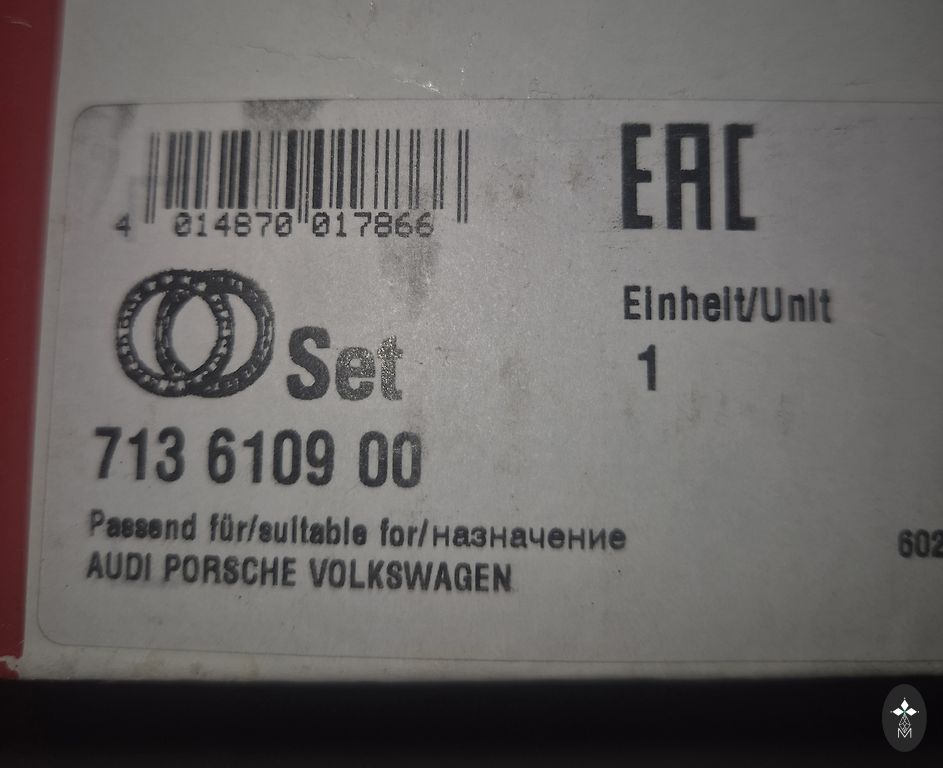 EAC
4 014870 017866
Einheit/Unit
1
Set
713 6109 00
Passend für/suitable for/назначение
AUDI PORSCHE VOLKSWAGEN
602
M